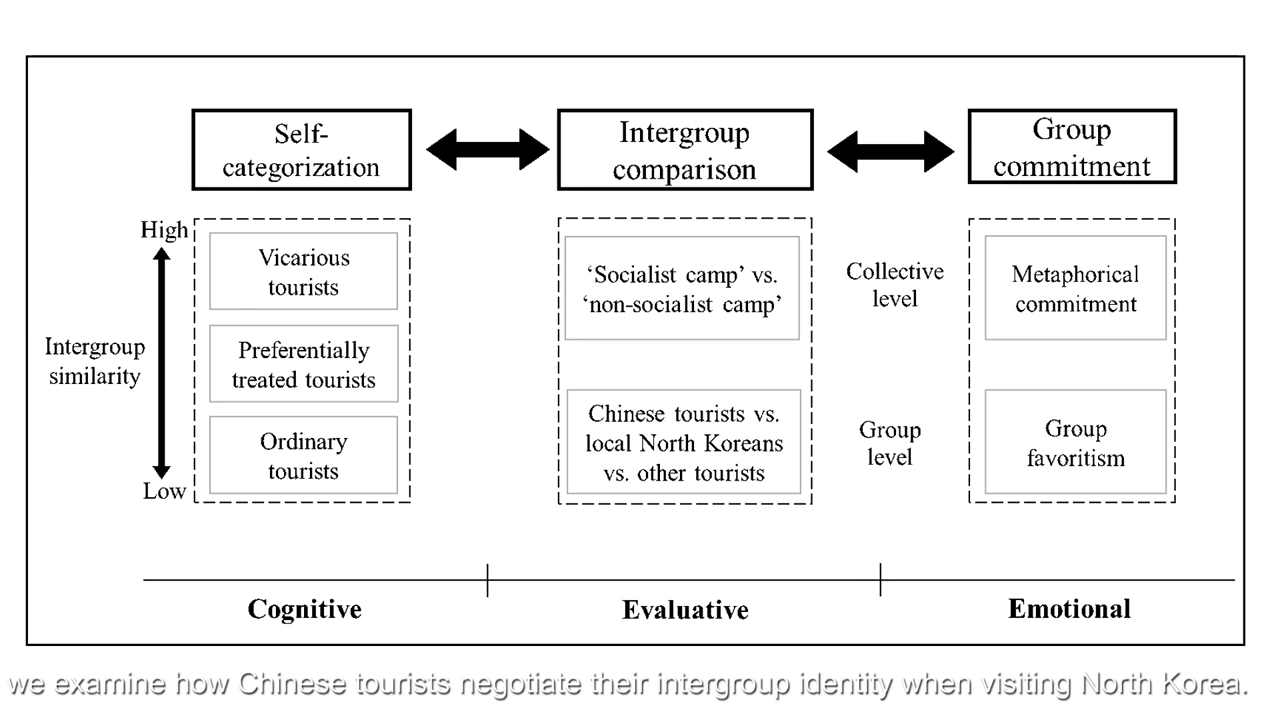 Self-
categorization
Intergroup
comparison
Group
commitment
High
Intergroup
similarity
Low
Vicarious
tourists
Preferentially
treated tourists
Ordinary
tourists
‘Socialist camp’ vs.
‘non-socialist camp’
Chinese tourists vs.
local North Koreans
vs. other tourists
Collective
level
Group
level
Metaphorical
commitment
Group
favoritism
Cognitive
Evaluative
Emotional
we examine how Chinese tourists negotiate their intergroup identity when visiting North Korea.